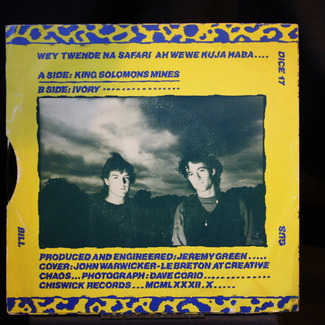 WEY TWENDE NA SAFARI AH WEWE KUJA HABA....
DICE 17
A SIDE: KING SOLOMONS MINES
B SIDE: IVORY
BILL
GUS
PRODUCED AND ENGINEERED: JEREMY GREEN.....
COVER: JOHN WARWICKER-LE BRETON AT CREATIVE
CHAOS... PHOTOGRAPH: DAVE CORIO
CHISWICK RECORDS... MCMLXXXII.X.....